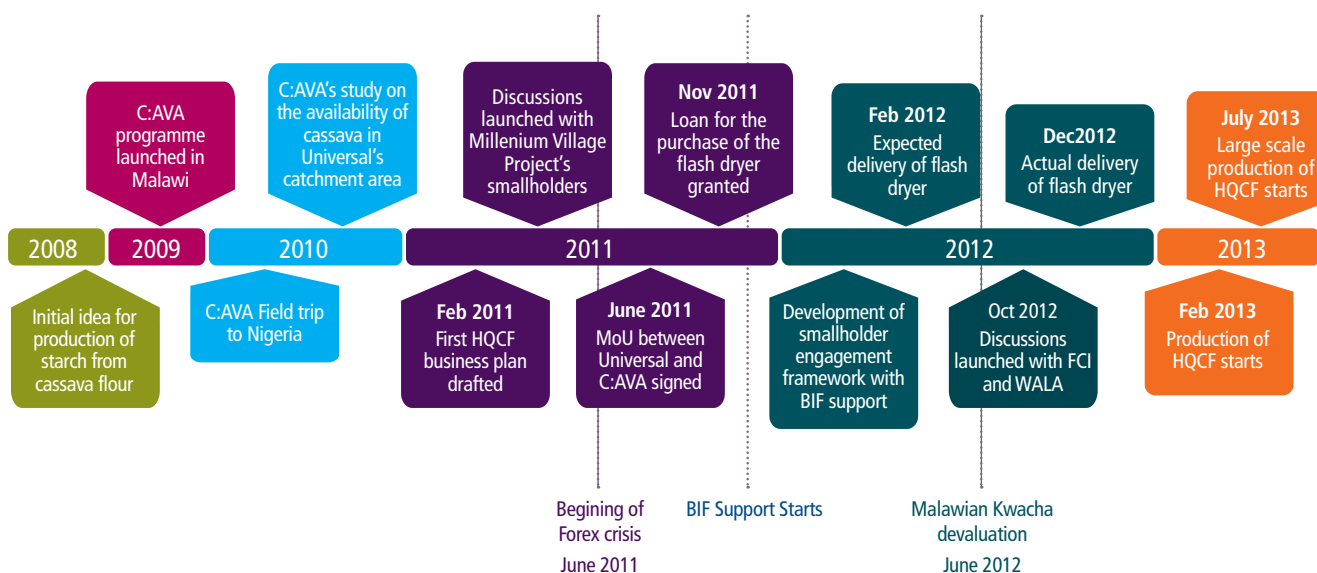 C:AVA
programme
launched in
Malawi
C:AVA's study on
the availability of
cassava in
Universal's
catchment area
Discussions
launched with
Millenium Village
Project's
smallholders
Nov 2011
Loan for the
purchase of the
flash dryer
granted
Feb 2012
Expected
delivery of flash
dryer
Dec2012
Actual delivery
of flash dryer
July 2013
Large scale
production of
HQCF starts
2008
2009
2010
2011
2012
2013
Initial idea for
production of
starch from
cassava flour
C:AVA Field trip
to Nigeria
Feb 2011
First HQCF
business plan
drafted
June 2011
MoU between
Universal and
C:AVA signed
Development of
smallholder
engagement
framework with
BIF support
Oct 2012
Discussions
launched with FCI
and WALA
Feb 2013
Production of
HQCF starts
Begining of
Forex crisis
June 2011
BIF Support Starts
Malawian Kwacha
devaluation
June 2012